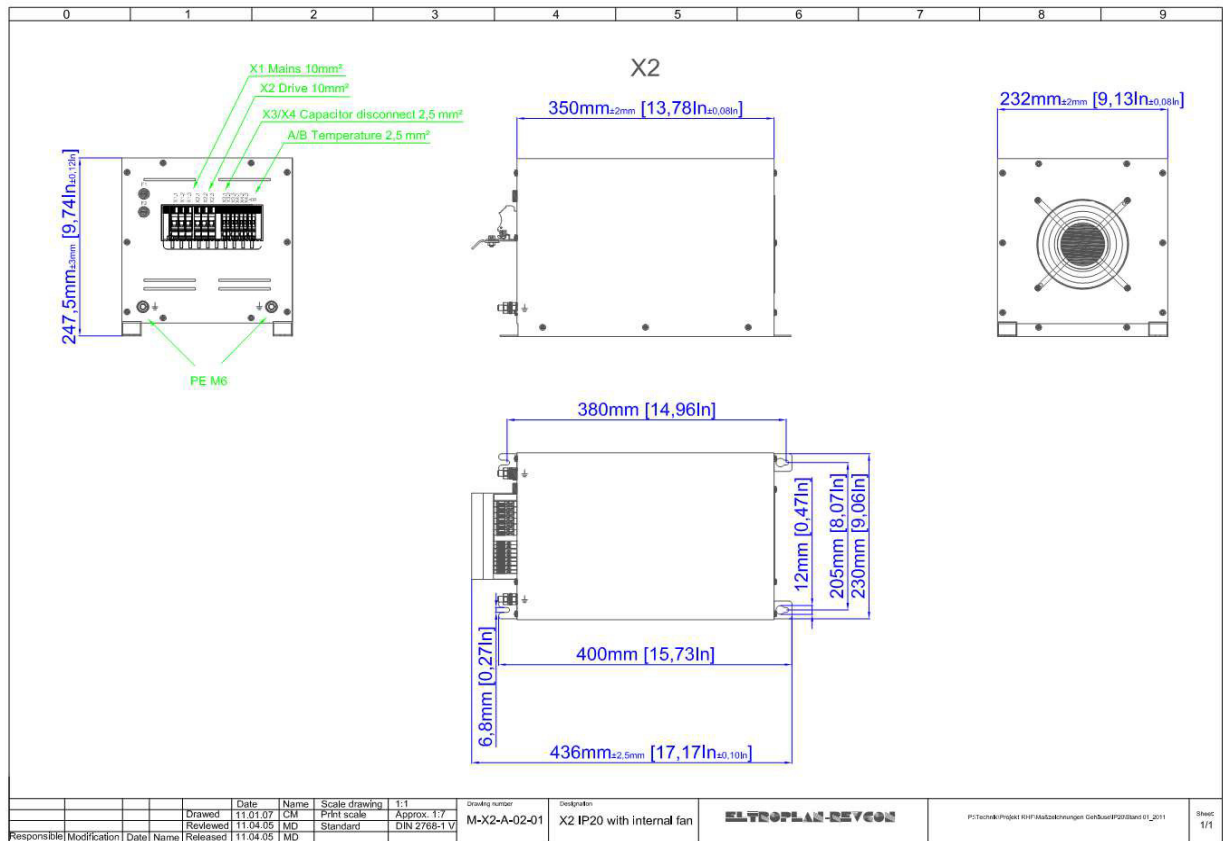 0 1 2 3 4 5 6 7 8 9
X2
X1 Mains 10mm²
X2 Drive 10mm²
X3/X4 Capacitor disconnect 2,5 mm²
A/B Temperature 2,5 mm²
247,5mm±3mm [9,74In±0,12In]
PE M6
350mm±2mm [13,78In±0,08In]
232mm±2mm [9,13In±0,08In]
380mm [14,96In]
12mm [0,47In]
205mm [8,07In]
230mm [9,06In]
6,8mm [0,27In]
400mm [15,73In]
436mm±2,5mm [17,17In±0,10In]
Date Name Scale drawing 1:1
Drawed 11.01.07 CM Print scale Approx. 1:7
Reviewed 11.04.05 MD Standard DIN 2768-1 V
Responsible Modification Date Name Released 11.04.05 MD
Drawing number
M-X2-A-02-01
Designation
X2 IP20 with internal fan
ELTROPLAN-REVCON
Sheet
1/1